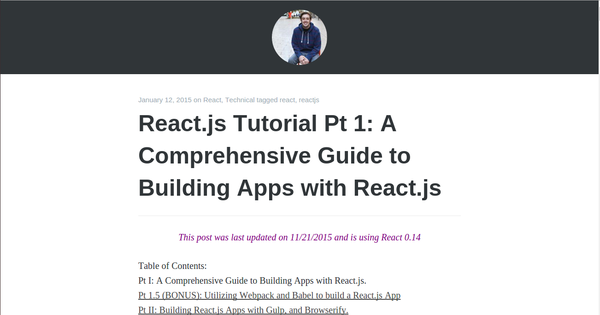 January 12, 2015 on React, Technical tagged react, reactjs
React.js Tutorial Pt 1: A
Comprehensive Guide to
Building Apps with React.js
This post was last updated on 11/21/2015 and is using React 0.14
Table of Contents:
Pt I: A Comprehensive Guide to Building Apps with React.js.
Pt 1.5 (BONUS): Utilizing Webpack and Babel to build a React.js App
Pt II: Building React.js Apps with Gulp, and Browserify.